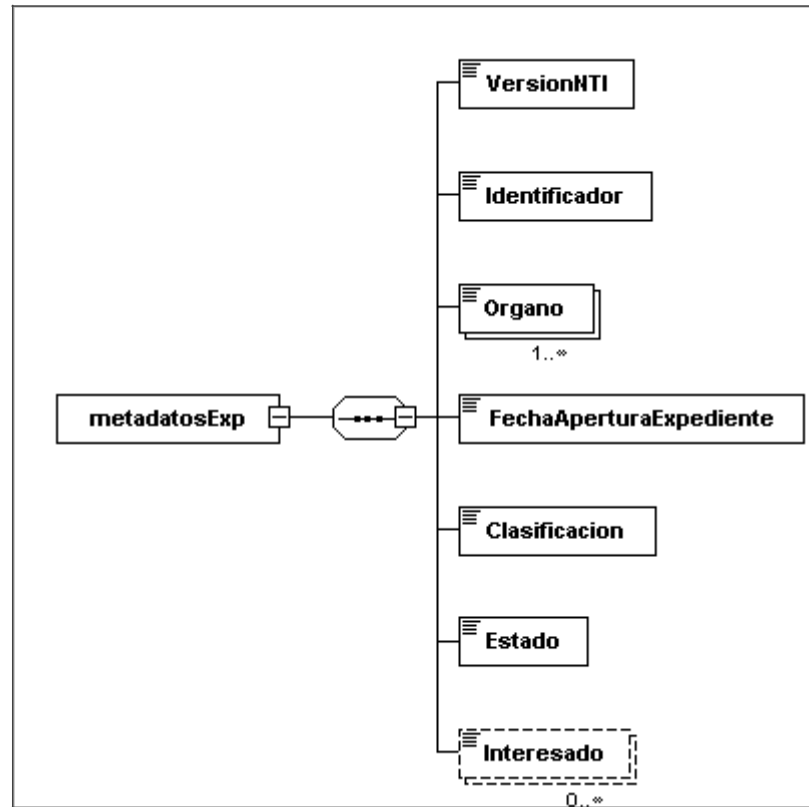 VersionNTI
Identificador
Organo
1..∞
metadatosExp
FechaAperturaExpediente
Clasificacion
Estado
Interesado
0..∞